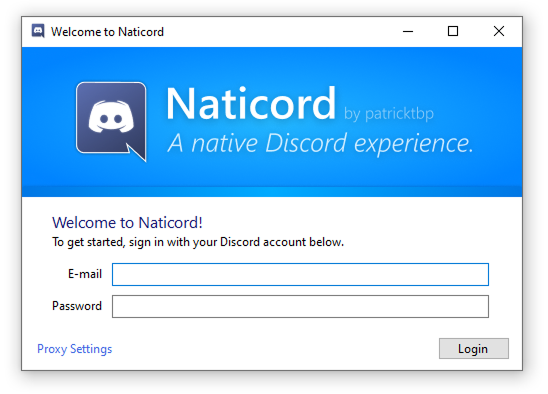 Welcome to Naticord
Naticord by patricktbp
A native Discord experience.
Welcome to Naticord!
To get started, sign in with your Discord account below.
E-mail
Password
Proxy Settings
Login